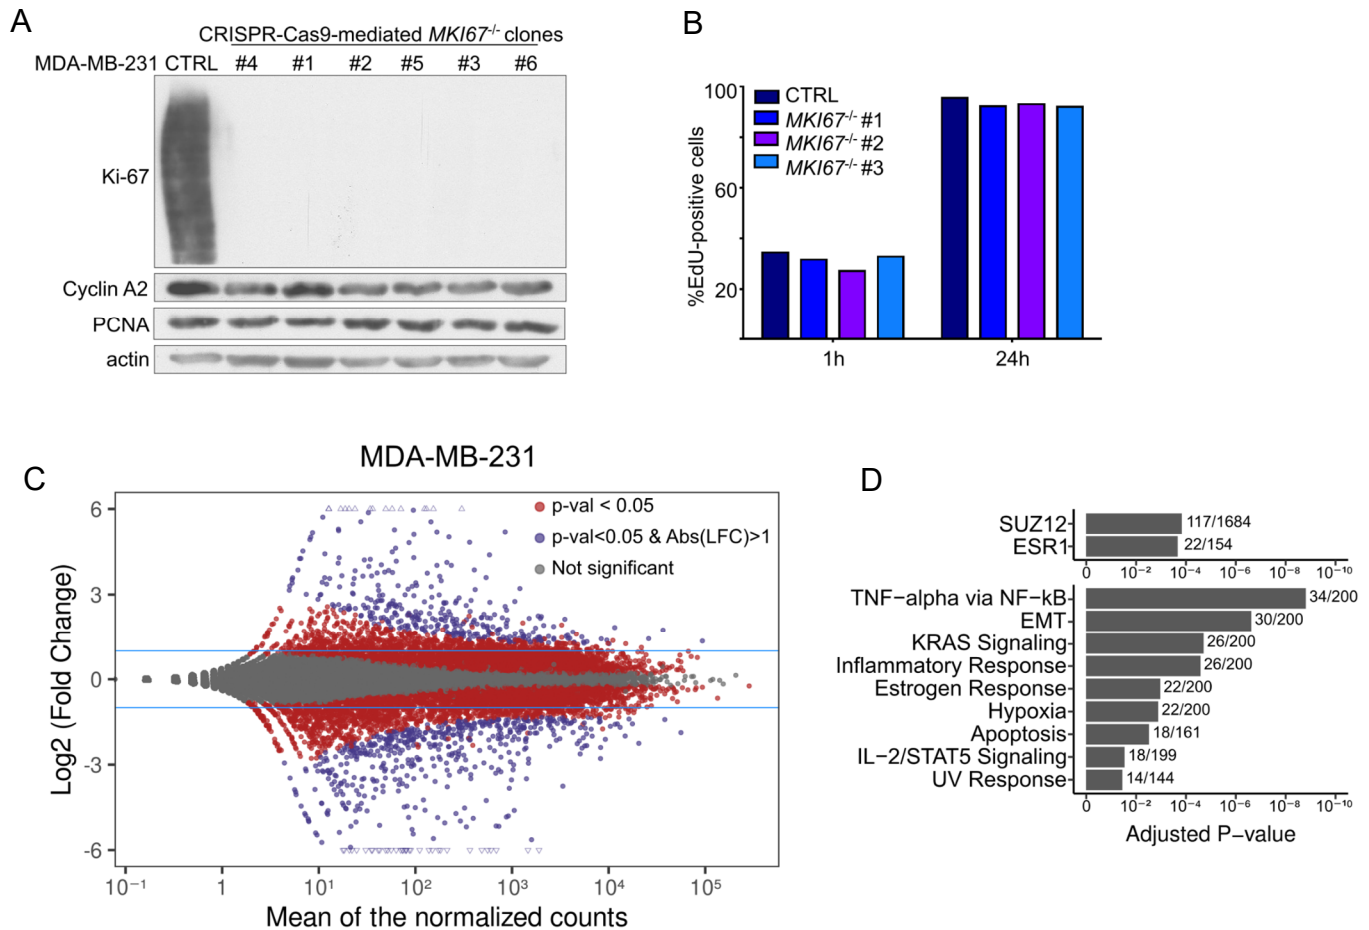 A
CRISPR-Cas9-mediated MKI67-/- clones
MDA-MB-231 CTRL #4 #1 #2 #5 #3 #6
Ki-67
Cyclin A2
PCNA
actin
B
%EdU-positive cells
100
60
20
CTRL
MKI67-/- #1
MKI67-/- #2
MKI67-/- #3
1h 24h
C
MDA-MB-231
Log2 (Fold Change)
6
3
0
-3
-6
p-val < 0.05
p-val<0.05 & Abs(LFC)>1
Not significant
10⁻¹ 1 10¹ 10² 10³ 10⁴ 10⁵
Mean of the normalized counts
D
SUZ12 117/1684
ESR1 22/154
0 10⁻² 10⁻⁴ 10⁻⁶ 10⁻⁸ 10⁻¹⁰
TNF−alpha via NF−kB 34/200
EMT 30/200
KRAS Signaling 26/200
Inflammatory Response 26/200
Estrogen Response 22/200
Hypoxia 22/200
Apoptosis 18/161
IL−2/STAT5 Signaling 18/199
UV Response 14/144
0 10⁻² 10⁻⁴ 10⁻⁶ 10⁻⁸ 10⁻¹⁰
Adjusted P−value